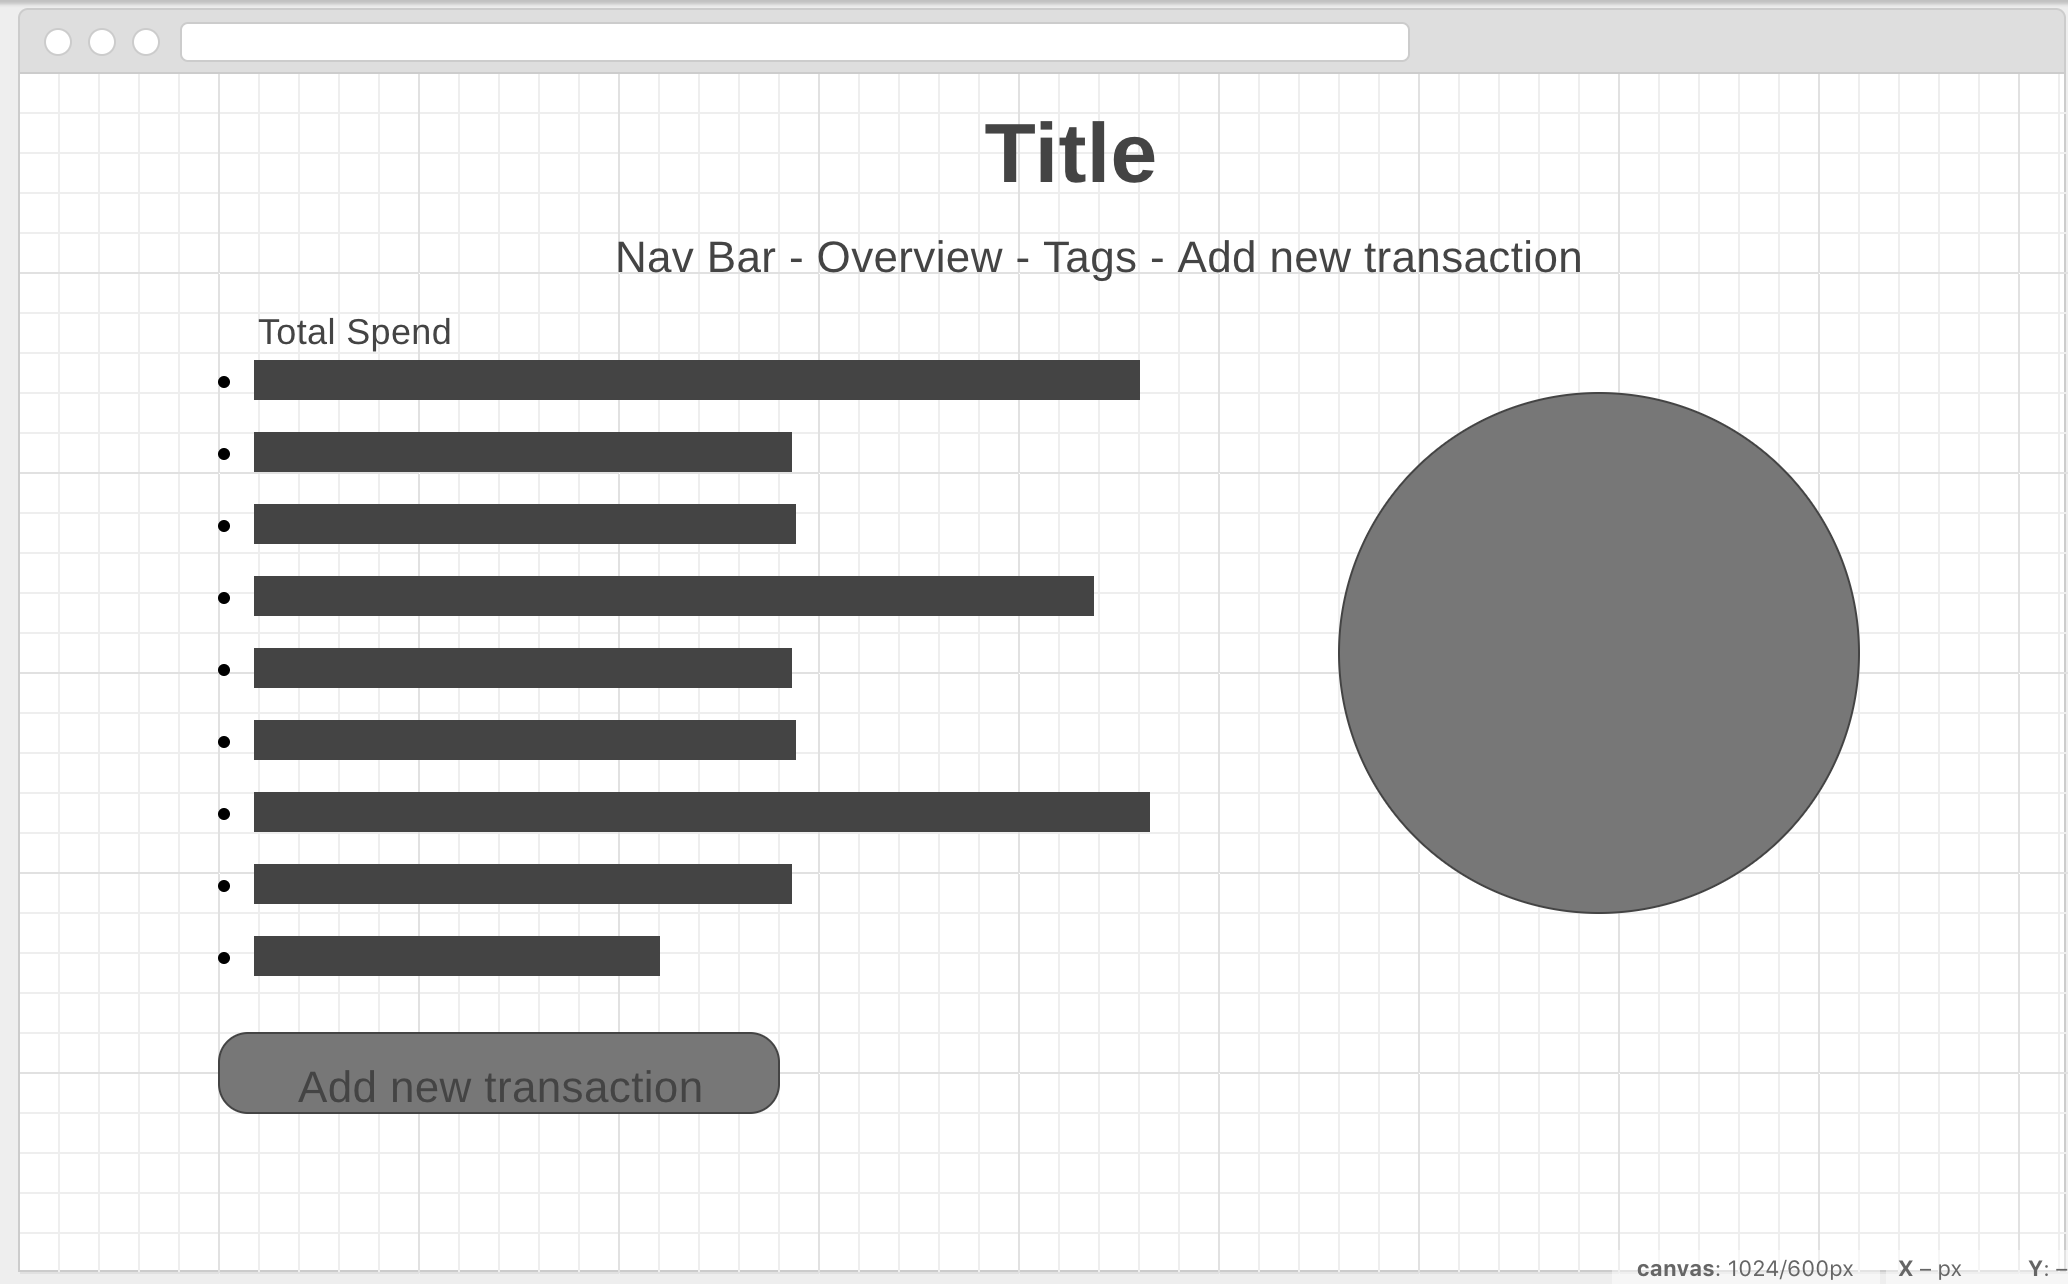 Title
Nav Bar - Overview - Tags - Add new transaction
Total Spend
Add new transaction
canvas: 1024/600px X – px Y: –